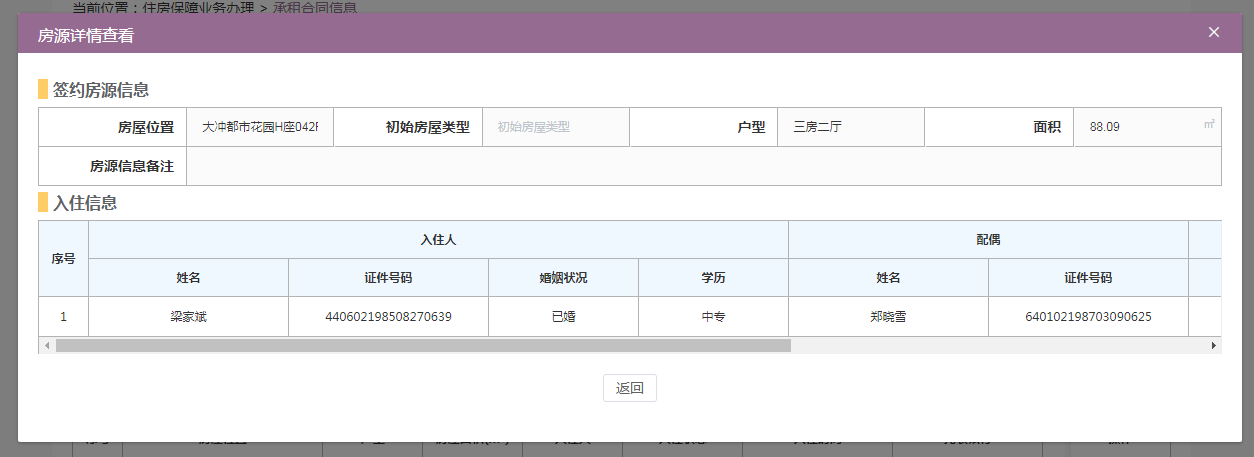 当前位置：住房保障业务办理 > 承租合同信息
房源详情查看
签约房源信息
房屋位置 大冲都市花园H座042F 初始房屋类型 初始房屋类型 户型 三房二厅 面积 88.09 ㎡
房源信息备注
入住信息
序号 入住人 配偶
姓名 证件号码 婚姻状况 学历 姓名 证件号码
1 梁家斌 440602198508270639 已婚 中专 郑晓雪 640102198703090625
返回